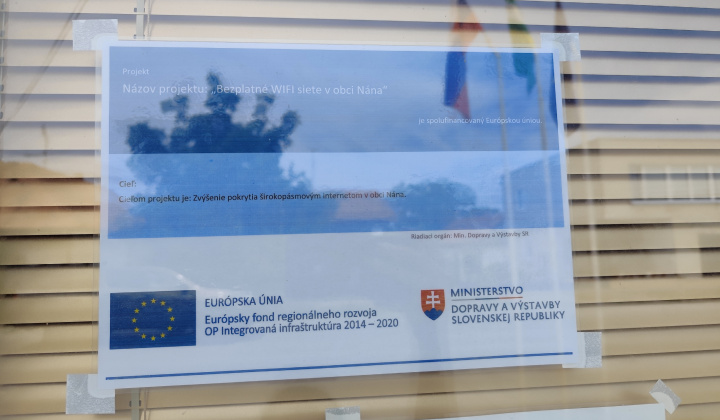 Projekt
Názov projektu: „Bezplatné WIFI siete v obci Nána“
je spolufinancovaný Európskou úniou.
Cieľ:
Cieľom projektu je: Zvýšenie pokrytia širokopásmovým internetom v obci Nána.
Riadiaci orgán: Min. Dopravy a Výstavby SR
EURÓPSKA ÚNIA
Európsky fond regionálneho rozvoja
OP Integrovaná infraštruktúra 2014 – 2020
MINISTERSTVO
DOPRAVY A VÝSTAVBY
SLOVENSKEJ REPUBLIKY